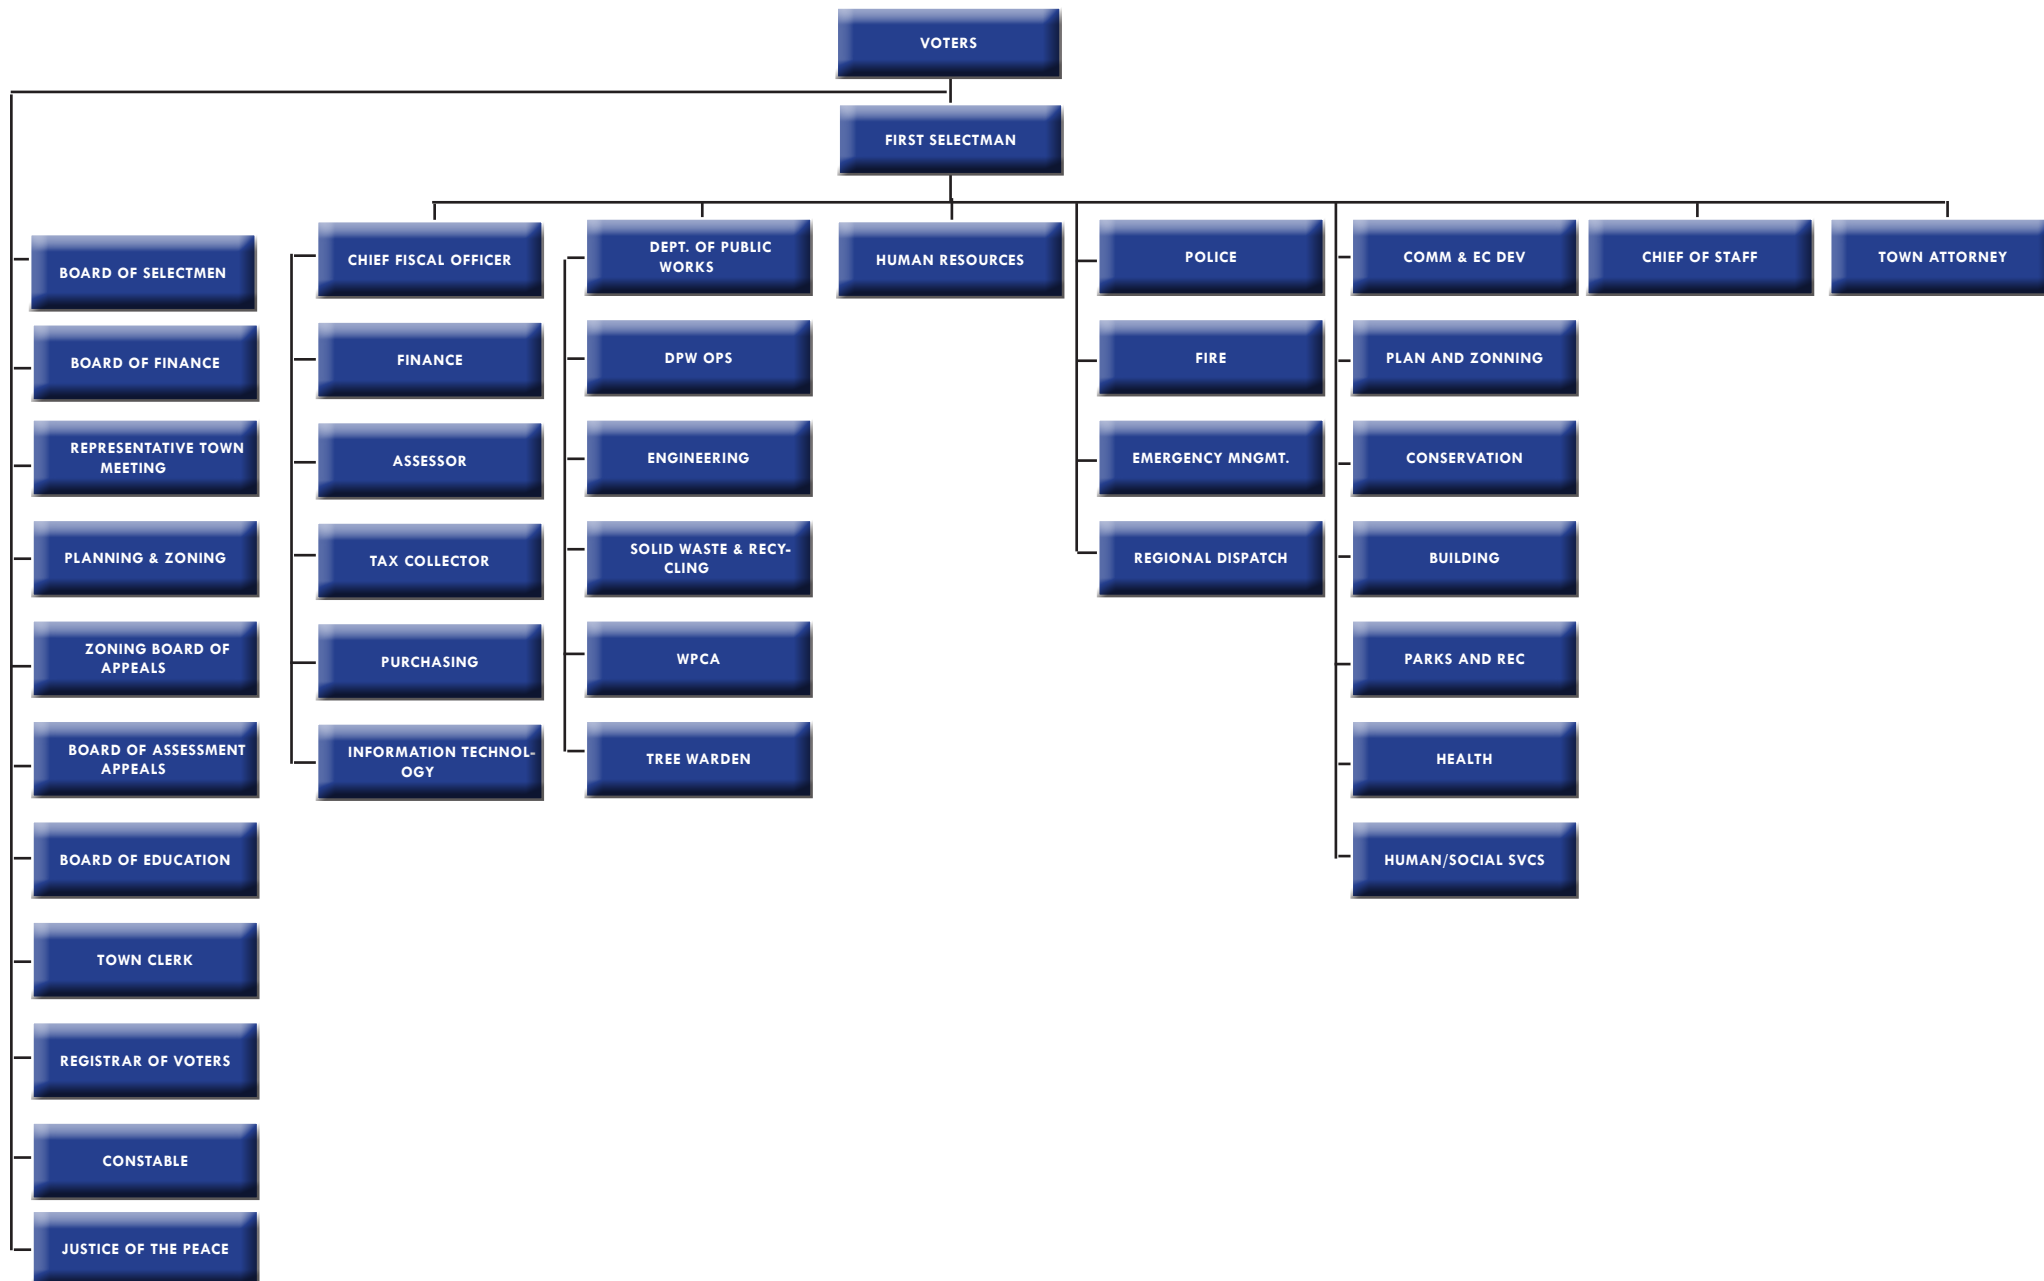 VOTERS
FIRST SELECTMAN
BOARD OF SELECTMEN
BOARD OF FINANCE
REPRESENTATIVE TOWN
MEETING
PLANNING & ZONING
ZONING BOARD OF
APPEALS
BOARD OF ASSESSMENT
APPEALS
BOARD OF EDUCATION
TOWN CLERK
REGISTRAR OF VOTERS
CONSTABLE
JUSTICE OF THE PEACE
CHIEF FISCAL OFFICER
FINANCE
ASSESSOR
TAX COLLECTOR
PURCHASING
INFORMATION TECHNOL-
OGY
DEPT. OF PUBLIC
WORKS
DPW OPS
ENGINEERING
SOLID WASTE & RECY-
CLING
WPCA
TREE WARDEN
HUMAN RESOURCES
POLICE
FIRE
EMERGENCY MNGMT.
REGIONAL DISPATCH
COMM & EC DEV
PLAN AND ZONNING
CONSERVATION
BUILDING
PARKS AND REC
HEALTH
HUMAN/SOCIAL SVCS
CHIEF OF STAFF
TOWN ATTORNEY